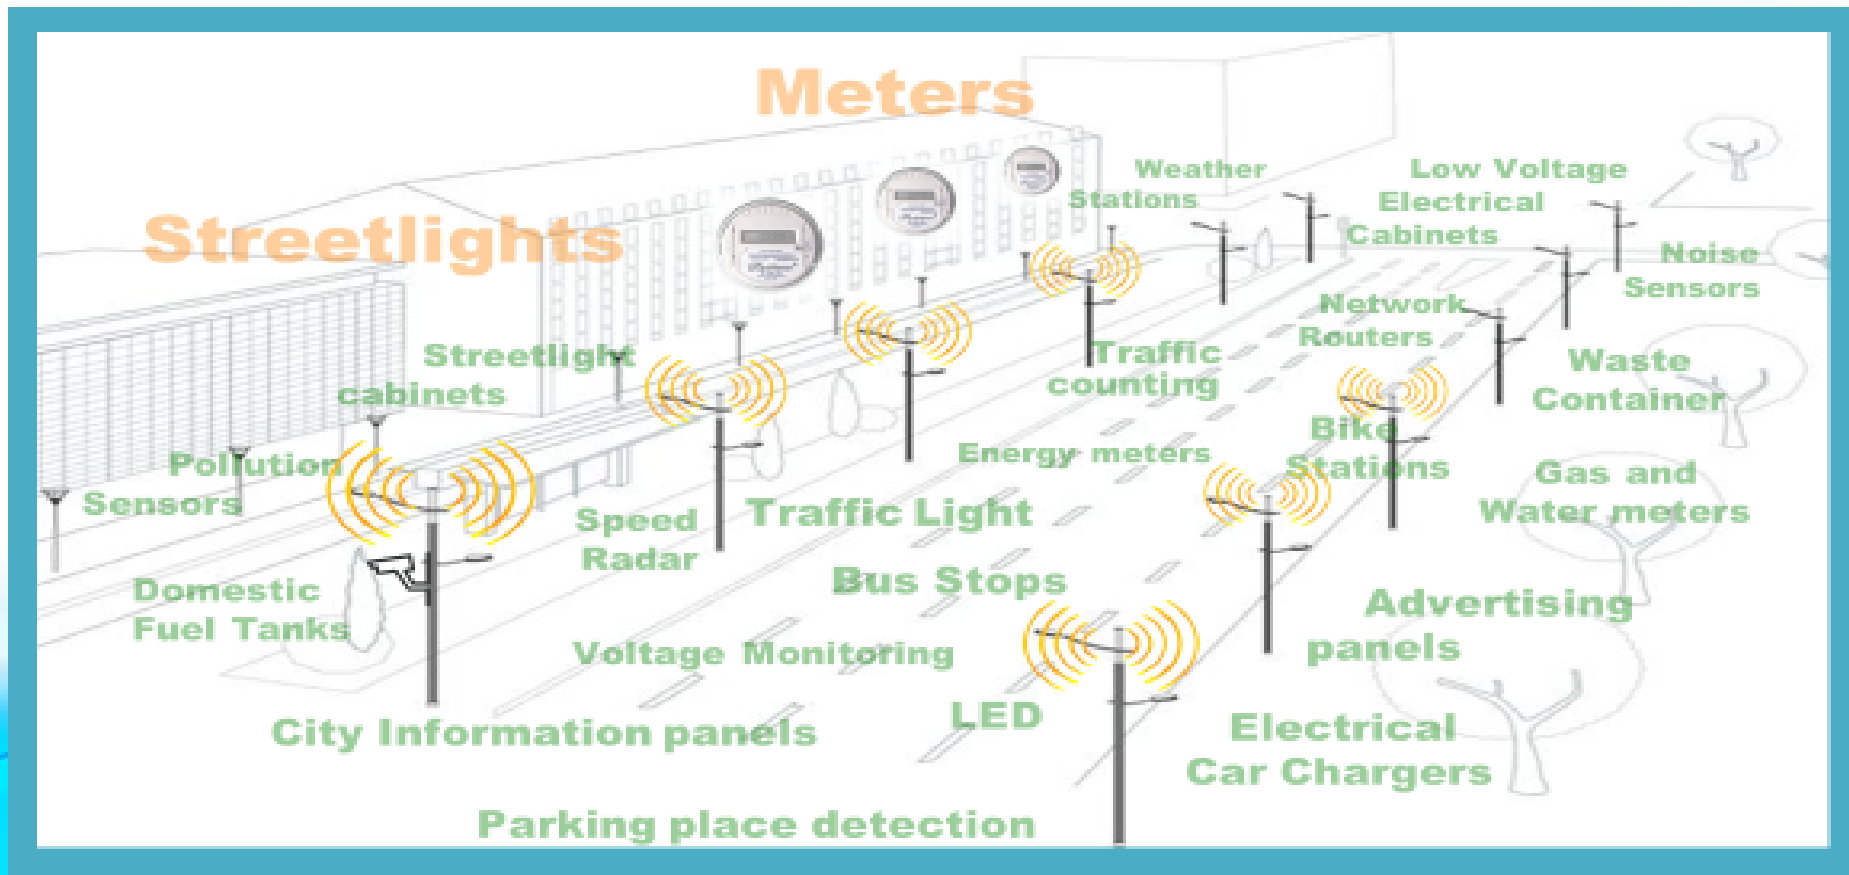 Meters
Streetlights
Weather
Stations
Low Voltage
Electrical
Cabinets
Noise
Sensors
Network
Routers
Streetlight
cabinets
Traffic
counting
Waste
Container
Pollution
Sensors
Energy meters
Bike
Stations
Gas and
Water meters
Speed
Radar
Traffic Light
Bus Stops
Domestic
Fuel Tanks
Advertising
panels
Voltage Monitoring
City Information panels
LED
Electrical
Car Chargers
Parking place detection